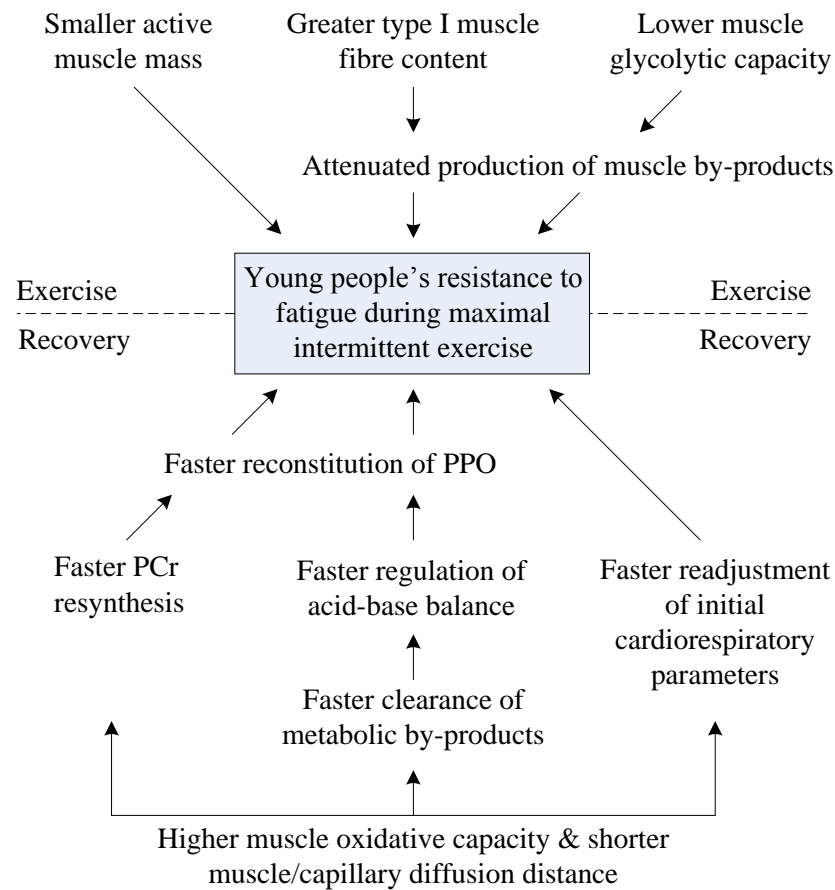 Smaller active
muscle mass
Greater type I muscle
fibre content
Lower muscle
glycolytic capacity
Attenuated production of muscle by-products
Young people's resistance to
fatigue during maximal
intermittent exercise
Exercise
Recovery
Exercise
Recovery
Faster reconstitution of PPO
Faster PCr
resynthesis
Faster regulation of
acid-base balance
Faster readjustment
of initial
cardiorespiratory
parameters
Faster clearance of
metabolic by-products
Higher muscle oxidative capacity & shorter
muscle/capillary diffusion distance